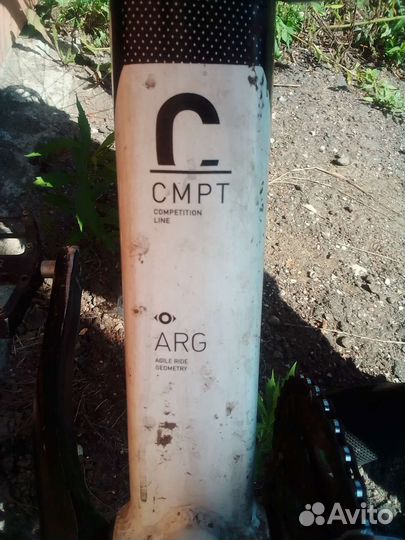 C
CMPT
COMPETITION
LINE
ARG
AGILE RIDE
GEOMETRY
Avito